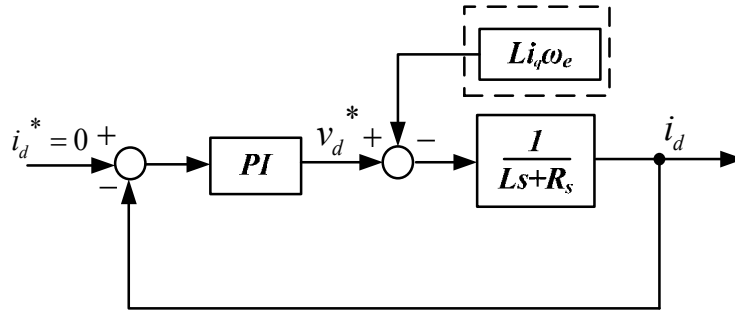 Li_qω_e
i_d^* = 0 +
−
PI
v_d^* +
−
1
Ls+R_s
i_d